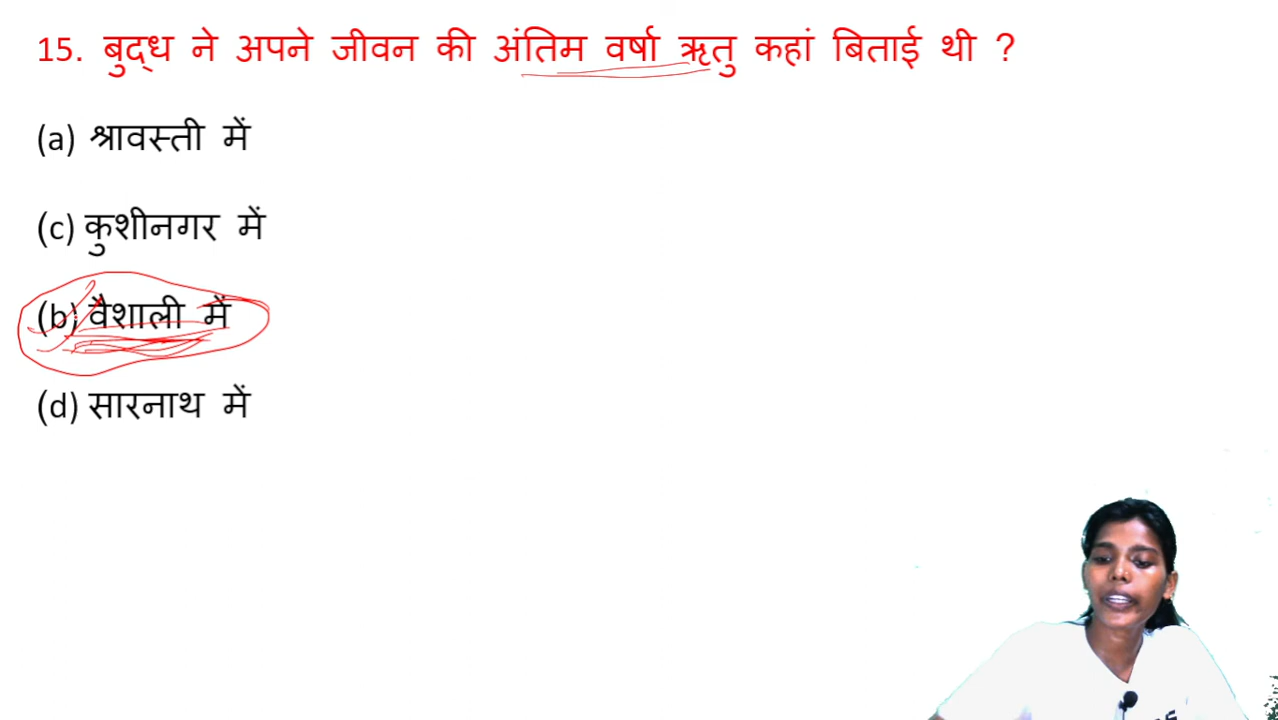 15. बुद्ध ने अपने जीवन की अंतिम वर्षा ऋतु कहां बिताई थी ?
(a) श्रावस्ती में
(c) कुशीनगर में
(b) वैशाली में
(d) सारनाथ में